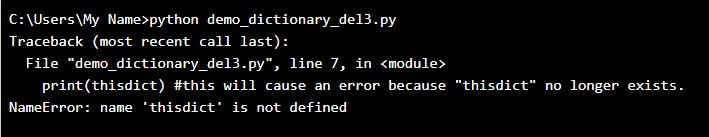 C:\Users\My Name>python demo_dictionary_del3.py
Traceback (most recent call last):
  File "demo_dictionary_del3.py", line 7, in <module>
    print(thisdict) #this will cause an error because "thisdict" no longer exists.
NameError: name 'thisdict' is not defined